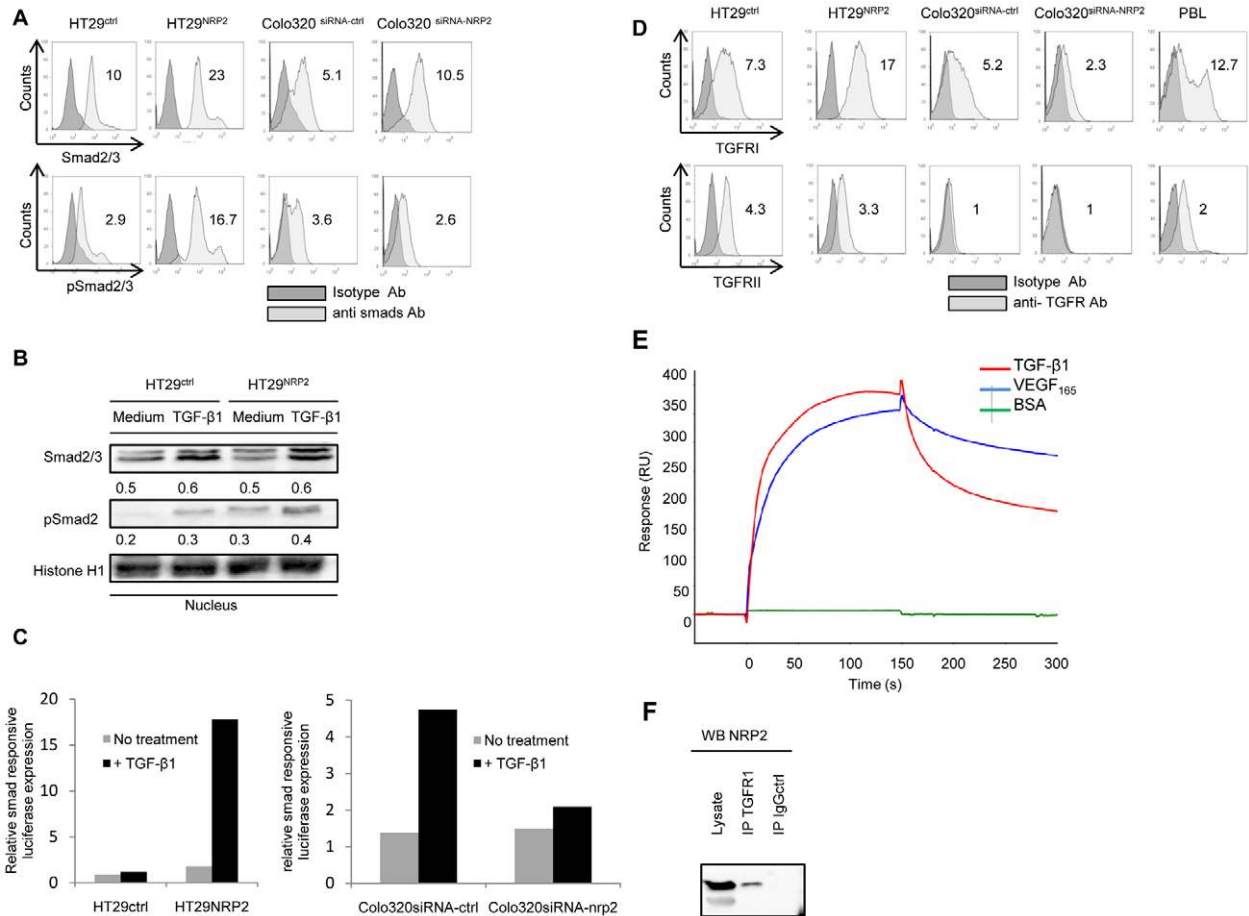 A
HT29ctrl
HT29NRP2
Colo320 siRNA-ctrl
Colo320 siRNA-NRP2
Counts
10
23
5.1
10.5
Smad2/3
Counts
2.9
16.7
3.6
2.6
pSmad2/3
Isotype Ab
anti smads Ab
B
HT29ctrl
HT29NRP2
Medium TGF-β1 Medium TGF-β1
Smad2/3
0.5 0.6 0.5 0.6
pSmad2
0.2 0.3 0.3 0.4
Histone H1
Nucleus
C
Relative smad responsive
luciferase expression
20
15
10
5
0
No treatment
+ TGF-β1
HT29ctrl
HT29NRP2
relative smad responsive
luciferase expression
5
4
3
2
1
0
No treatment
+ TGF-β1
Colo320siRNA-ctrl
Colo320siRNA-nrp2
D
HT29ctrl
HT29NRP2
Colo320siRNA-ctrl
Colo320siRNA-NRP2
PBL
Counts
7.3
17
5.2
2.3
12.7
TGFRI
Counts
4.3
3.3
1
1
2
TGFRII
Isotype Ab
anti- TGFR Ab
E
TGF-β1
VEGF165
BSA
Response (RU)
400
350
300
250
200
150
100
50
0
0 50 100 150 200 250 300
Time (s)
F
WB NRP2
Lysate
IP TGFR1
IP IgGctrl